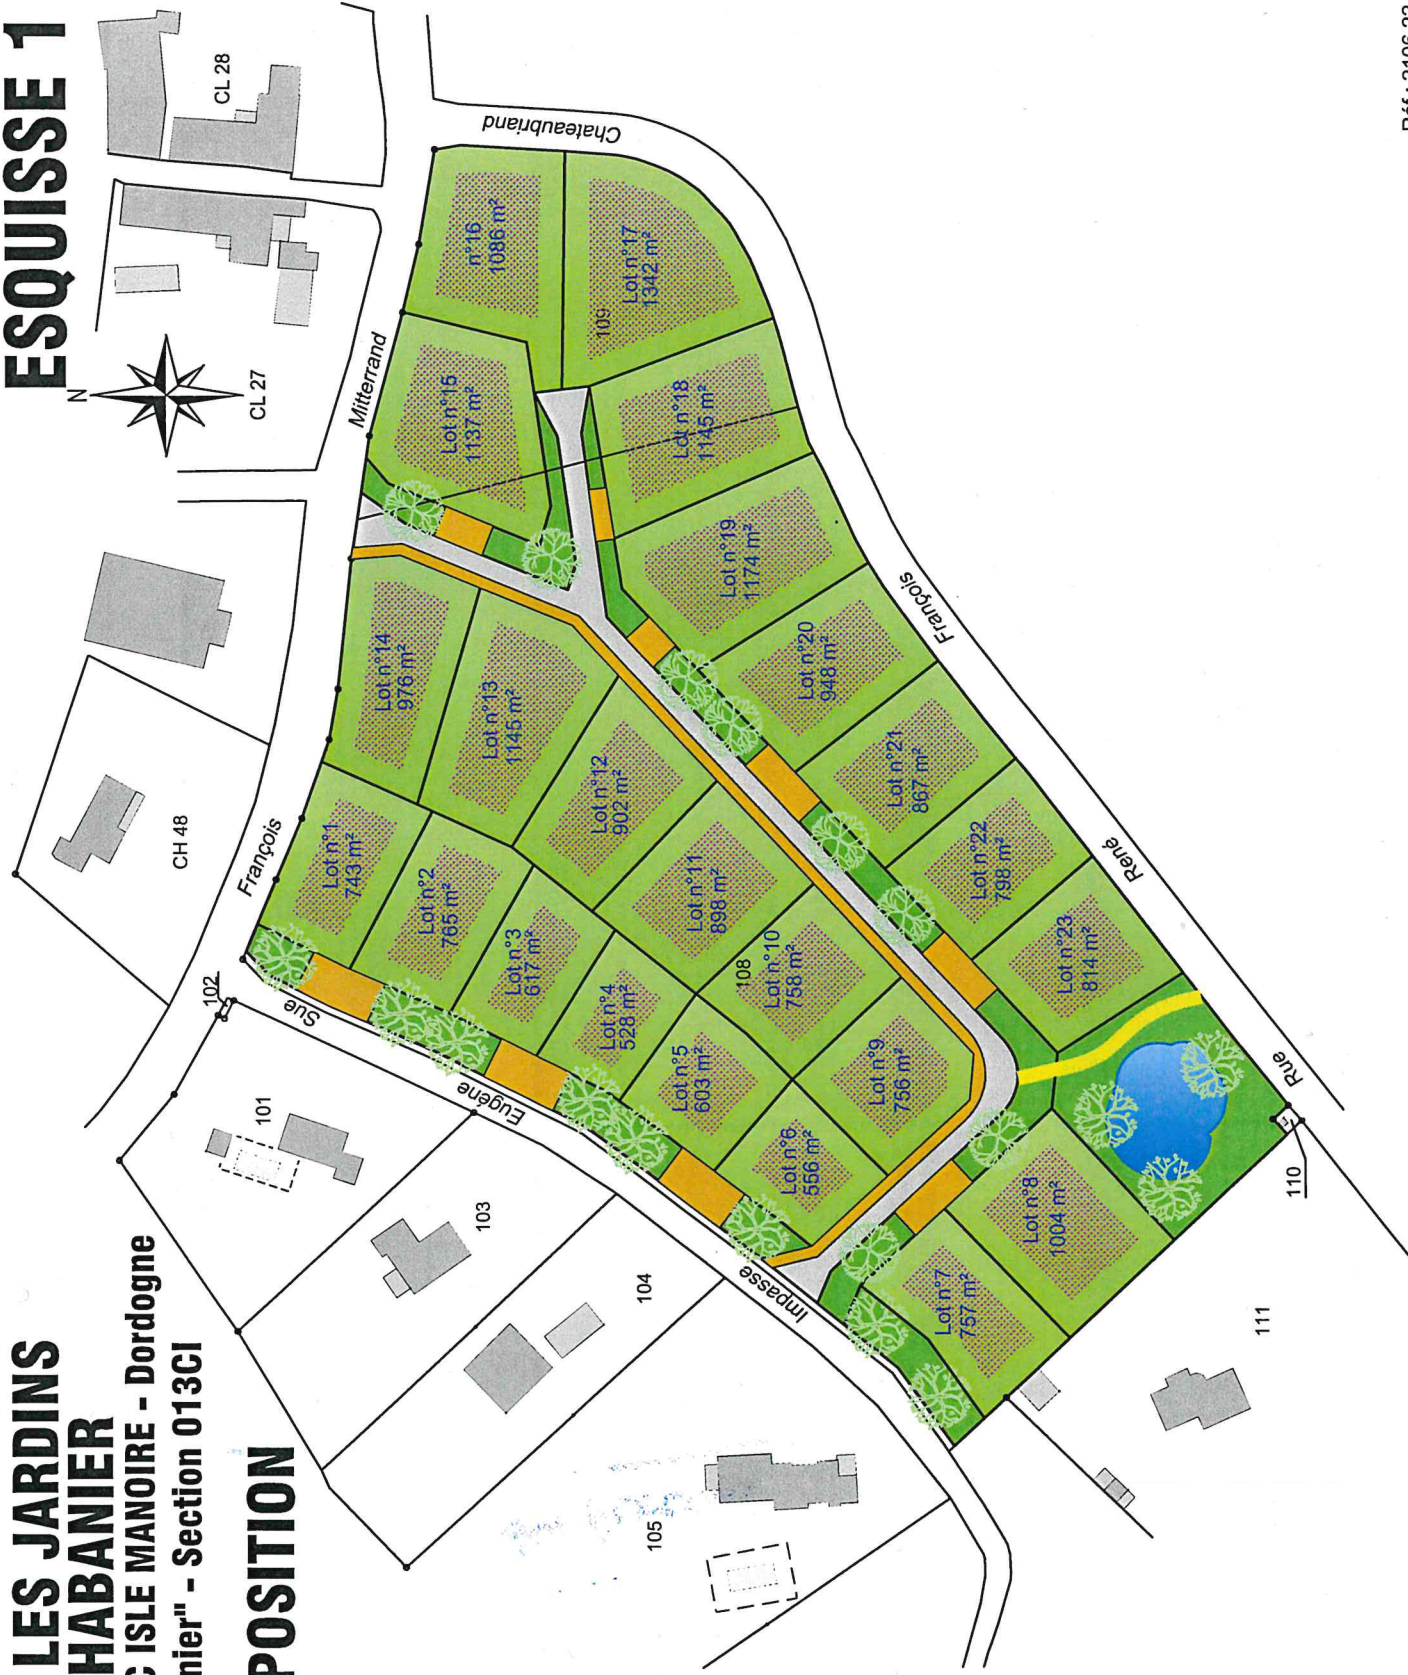 LES JARDINS
HABANIER
C ISLE MANOIRE - Dordogne
nier" - Section 013CI
POSITION
ESQUISSE 1
CL 28
N
CL 27
CH 48
François
Mitterrand
Chateaubriand
n°16
1086 m²
Lot n°17
1342 m²
109
Lot n°15
1137 m²
Lot n°18
1145 m²
Lot n°19
1174 m²
Lot n°14
976 m²
Lot n°13
1145 m²
Lot n°20
948 m²
Lot n°12
902 m²
Lot n°21
867 m²
Lot n°1
743 m²
Lot n°2
765 m²
Lot n°11
898 m²
Lot n°22
798 m²
Lot n°3
617 m²
108
Lot n°10
758 m²
Lot n°23
814 m²
Lot n°4
528 m²
Lot n°5
603 m²
Lot n°9
756 m²
Lot n°6
556 m²
Lot n°8
1004 m²
Lot n°7
757 m²
102
101
103
104
105
110
111
Impasse
Eugéne
Sue
Rue
René
François